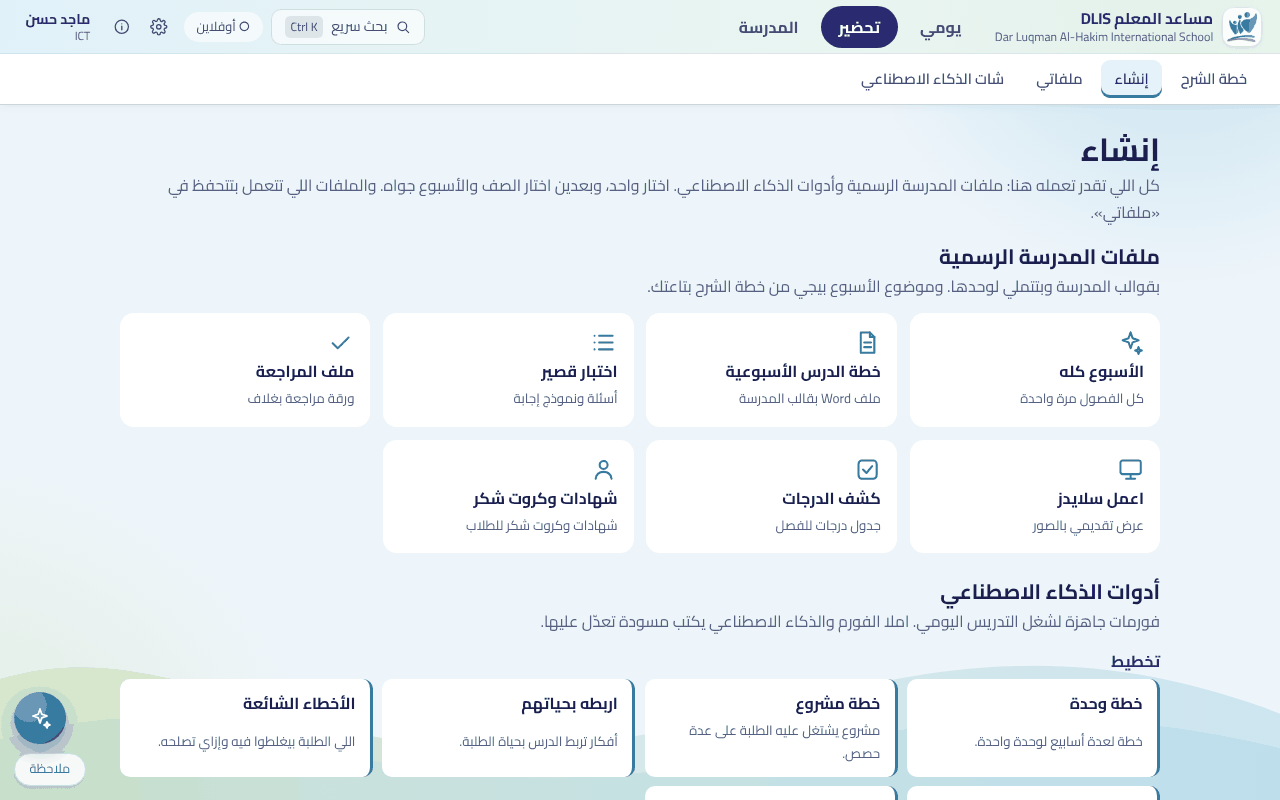 مساعد المعلم DLIS
Dar Luqman Al-Hakim International School
يومي
تحضير
المدرسة
بحث سريع Ctrl K
أوفلاين
ماجد حسن
ICT
خطة الشرح
إنشاء
ملفاتي
شات الذكاء الاصطناعي
إنشاء
كل اللي تقدر تعمله هنا: ملفات المدرسة الرسمية وأدوات الذكاء الاصطناعي. اختار واحد، وبعدين اختار الصف والأسبوع جواه. والملفات اللي تتعمل بتتحفظ في
«ملفاتي».
ملفات المدرسة الرسمية
بقوالب المدرسة وبتتملي لوحدها. وموضوع الأسبوع بيجي من خطة الشرح بتاعتك.
الأسبوع كله
كل الفصول مرة واحدة
خطة الدرس الأسبوعية
ملف Word بقالب المدرسة
اختبار قصير
أسئلة ونموذج إجابة
ملف المراجعة
ورقة مراجعة بغلاف
اعمل سلايدز
عرض تقديمي بالصور
كشف الدرجات
جدول درجات للفصل
شهادات وكروت شكر
شهادات وكروت شكر للطلاب
أدوات الذكاء الاصطناعي
فورمات جاهزة لشغل التدريس اليومي. املا الفورم والذكاء الاصطناعي يكتب مسودة تعدّل عليها.
تخطيط
خطة وحدة
خطة لعدة أسابيع لوحدة واحدة.
خطة مشروع
مشروع يشتغل عليه الطلبة على عدة
حصص.
اربطه بحياتهم
أفكار تربط الدرس بحياة الطلبة.
الأخطاء الشائعة
اللي الطلبة بيغلطوا فيه وإزاي تصلحه.
ملاحظة